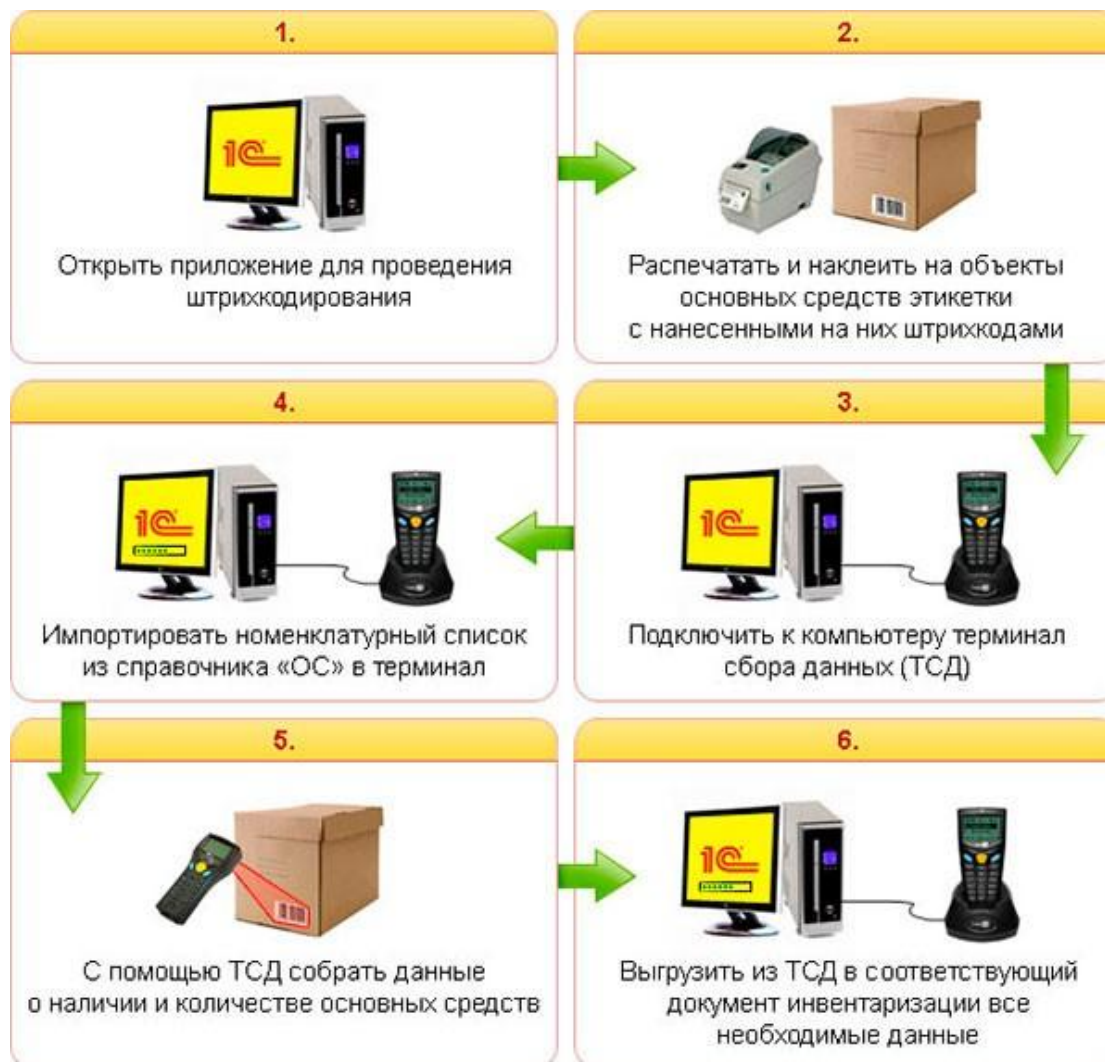 1.
1С
Открыть приложение для проведения
штрихкодирования
2.
Распечатать и наклеить на объекты
основных средств этикетки
с нанесенными на них штрихкодами
3.
1С
Подключить к компьютеру терминал
сбора данных (ТСД)
4.
1С
Импортировать номенклатурный список
из справочника «ОС» в терминал
5.
С помощью ТСД собрать данные
о наличии и количестве основных средств
6.
1С
Выгрузить из ТСД в соответствующий
документ инвентаризации все
необходимые данные